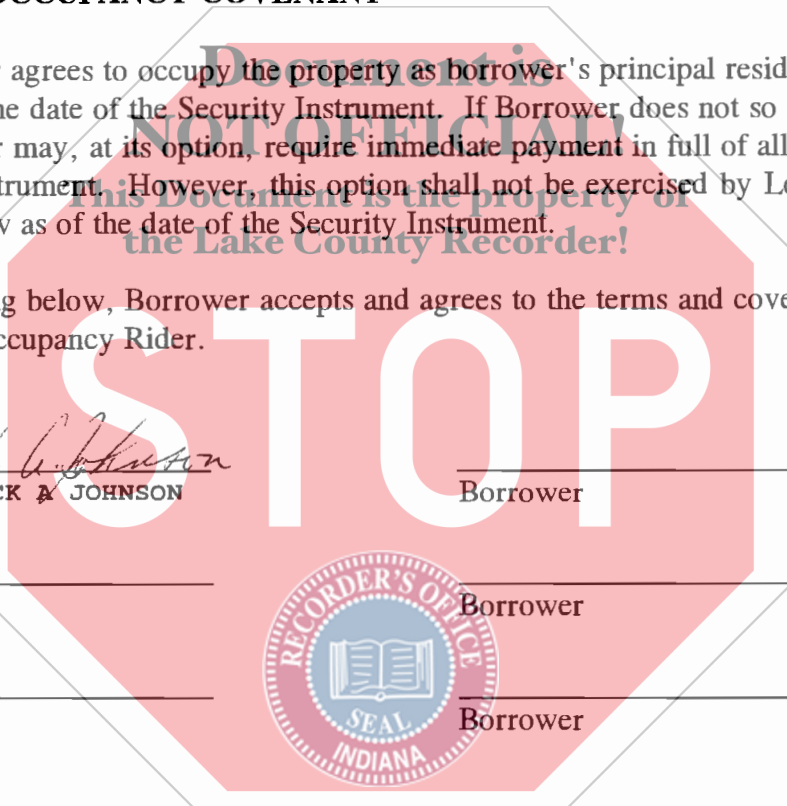 OCCUPANCY COVENANT
agrees to occupy the property as borrower's principal resid
e date of the Security Instrument. If Borrower does not so
may, at its option, require immediate payment in full of all
trument. However, this option shall not be exercised by Le
as of the date of the Security Instrument.
Document is
NOT OFFICIAL!
This Document is the property of
the Lake County Recorder!
g below, Borrower accepts and agrees to the terms and cove
ccupancy Rider.
STOP
A. Johnson
CK A JOHNSON
Borrower
Borrower
Borrower
RECORDER'S OFFICE
SEAL
INDIANA